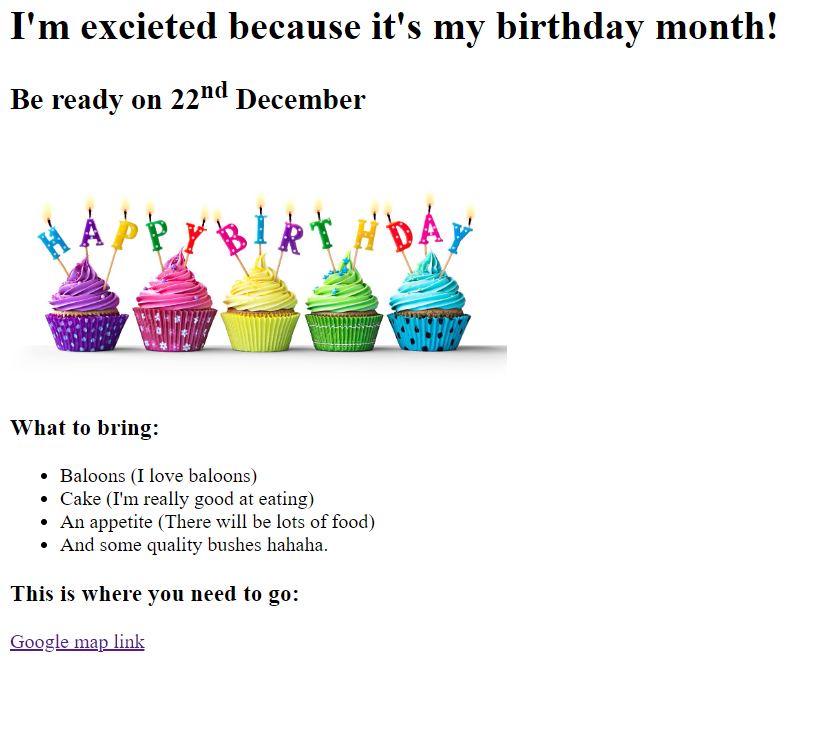 I'm excieted because it's my birthday month!
Be ready on 22nd December
HAPPY BIRTHDAY
What to bring:
• Baloons (I love baloons)
• Cake (I'm really good at eating)
• An appetite (There will be lots of food)
• And some quality bushes hahaha.
This is where you need to go:
Google map link